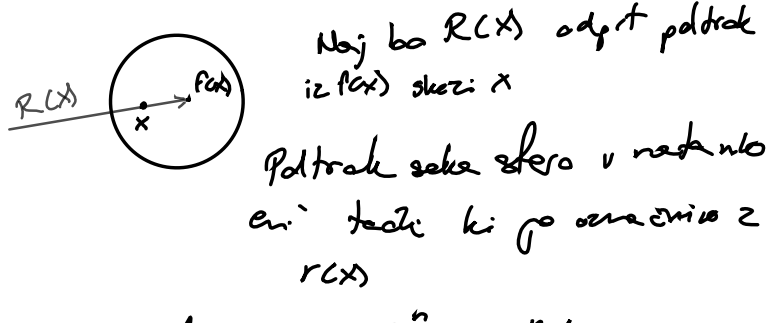 Naj bo R(x) odprt poltrak
iz f(x) skozi x
R(x)
f(x)
x
Poltrak seka sfero v natanko
eni točki ki jo označimo z
r(x)